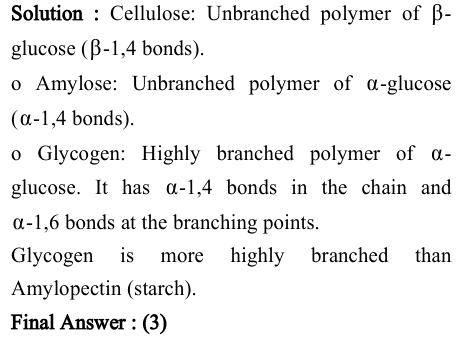 Solution : Cellulose: Unbranched polymer of β-
glucose (β-1,4 bonds).
o Amylose: Unbranched polymer of α-glucose
(α-1,4 bonds).
o Glycogen: Highly branched polymer of α-
glucose. It has α-1,4 bonds in the chain and
α-1,6 bonds at the branching points.
Glycogen is more highly branched than
Amylopectin (starch).
Final Answer : (3)